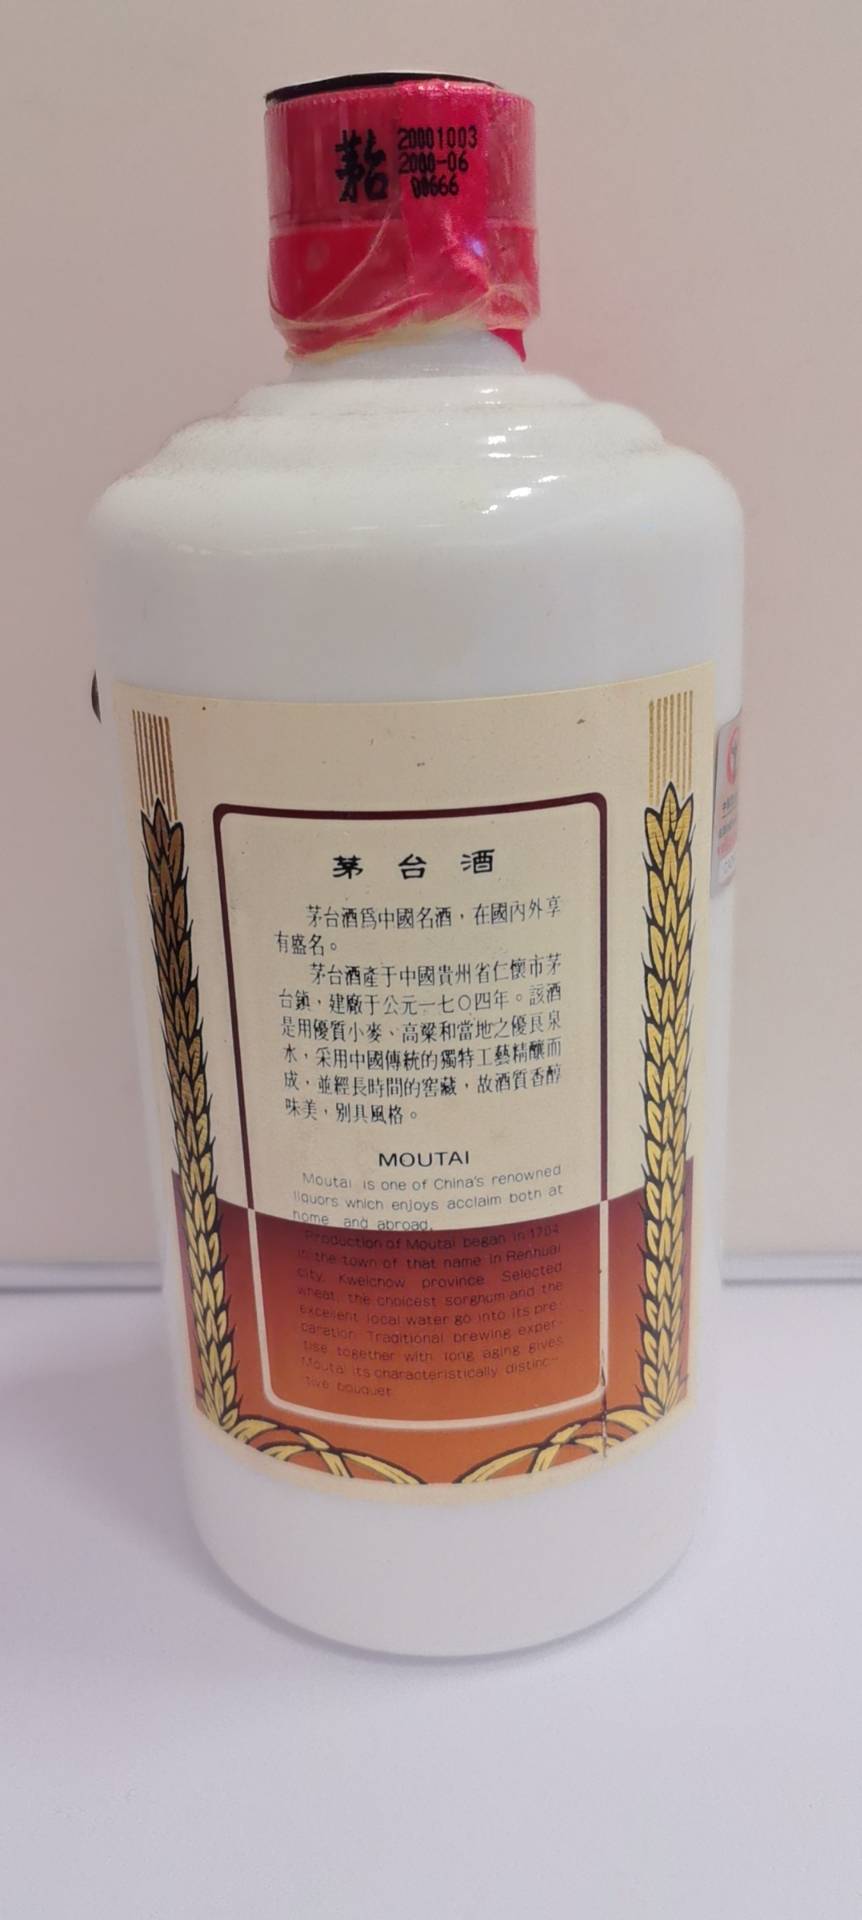 茅台
20001003
2000-06
00666
茅台酒
茅台酒爲中國名酒，在國內外享
有盛名。
茅台酒產于中國貴州省仁懷市茅
台鎮，建廠于公元一七〇四年。該酒
是用優質小麥、高粱和當地之優良泉
水，采用中國傳統的獨特工藝精釀而
成，並經長時間的窖藏，故酒質香醇
味美，別具風格。
MOUTAI
Moutai is one of China's renowned
liquors which enjoys acclaim both at
home and abroad.
Production of Moutai began in 1704
in the town of that name in Renhuai
city, Kweichow province. Selected
wheat, the choicest sorghum and the
excellent local water go into its pre-
paration. Traditional brewing exper-
tise together with long aging gives
Moutai its characteristically distinc-
tive bouquet.